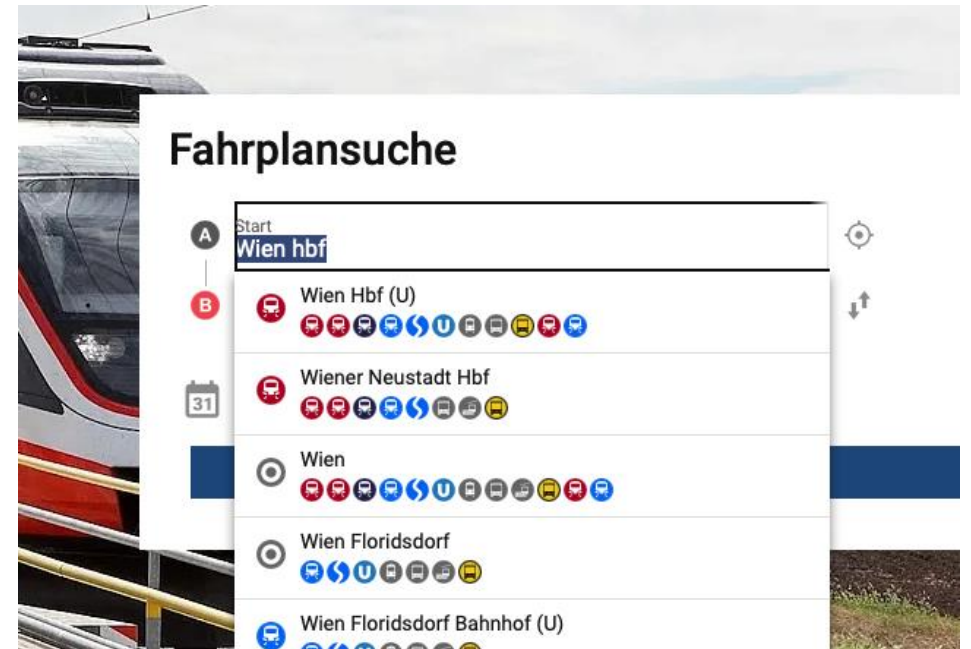 Fahrplansuche
A
Start
Wien hbf
B
Wien Hbf (U)
U
Wiener Neustadt Hbf
31
Wien
U
Wien Floridsdorf
U
Wien Floridsdorf Bahnhof (U)